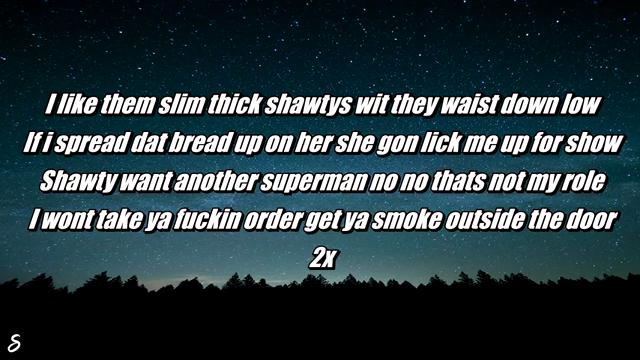 I like them slim thick shawtys wit they waist down low
If i spread dat bread up on her she gon lick me up for show
Shawty want another superman no no thats not my role
I wont take ya fuckin order get ya smoke outside the door
2x
S